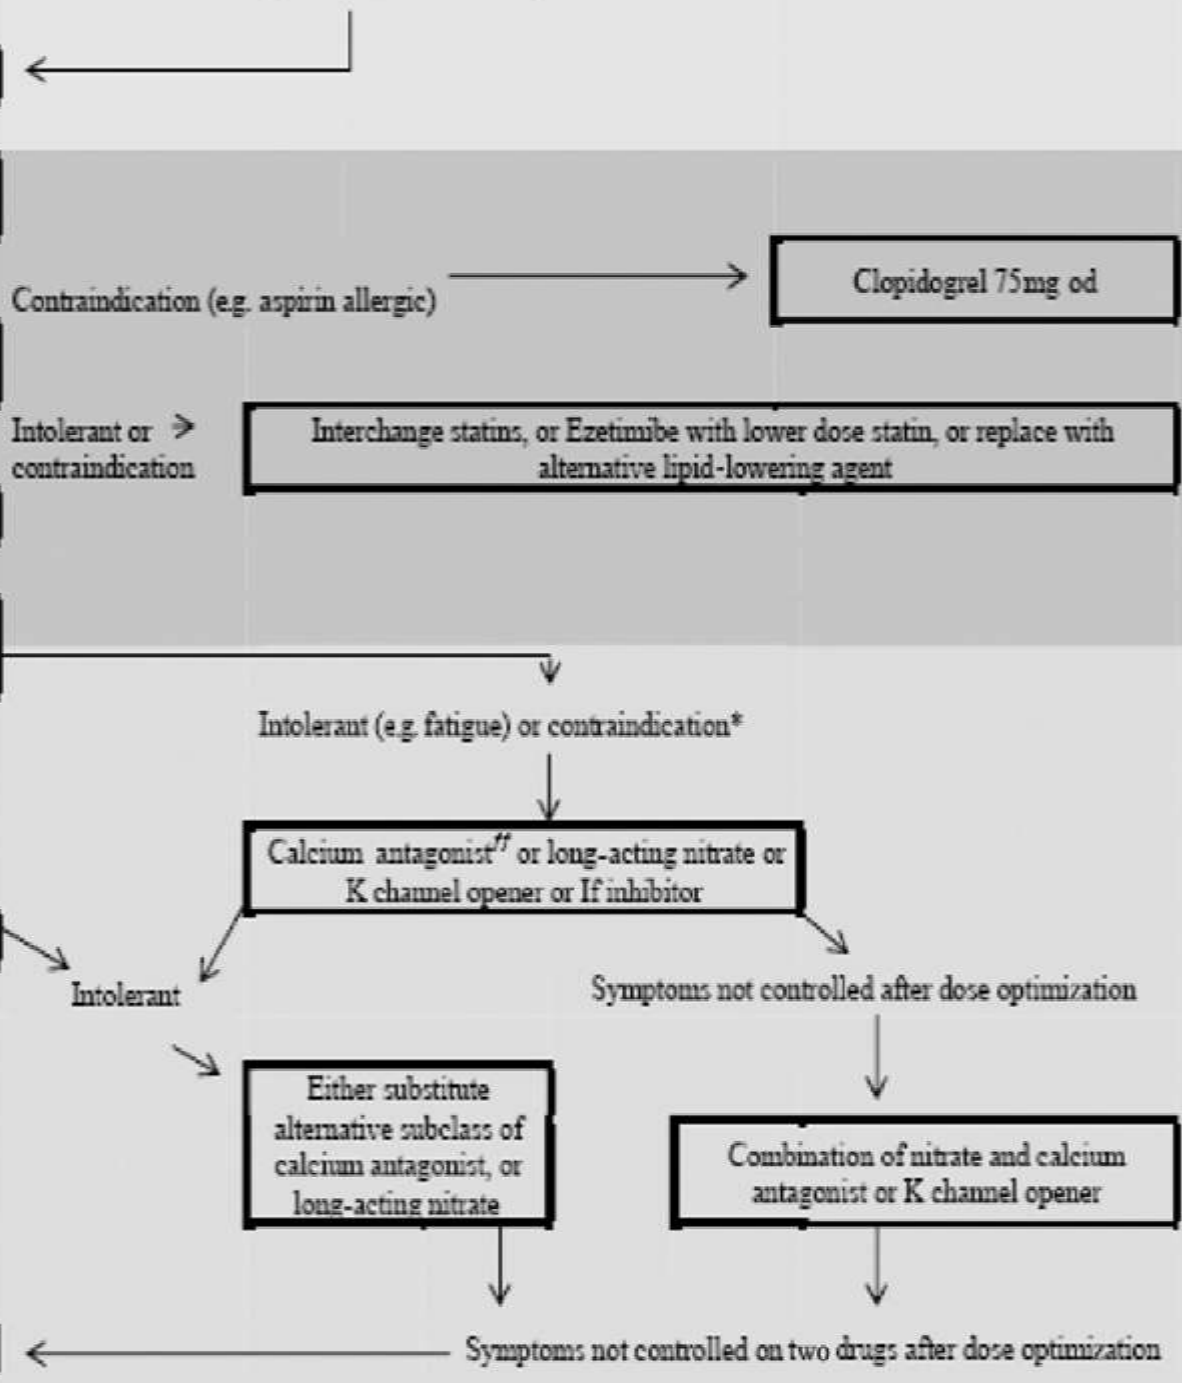 Contraindication (e.g. aspirin allergic)
Clopidogrel 75mg od
Intolerant or
contraindication
Interchange statins, or Ezetimibe with lower dose statin, or replace with
alternative lipid-lowering agent
Intolerant (e.g. fatigue) or contraindication*
Calcium antagonist†† or long-acting nitrate or
K channel opener or If inhibitor
Intolerant
Symptoms not controlled after dose optimization
Either substitute
alternative subclass of
calcium antagonist, or
long-acting nitrate
Combination of nitrate and calcium
antagonist or K channel opener
Symptoms not controlled on two drugs after dose optimization